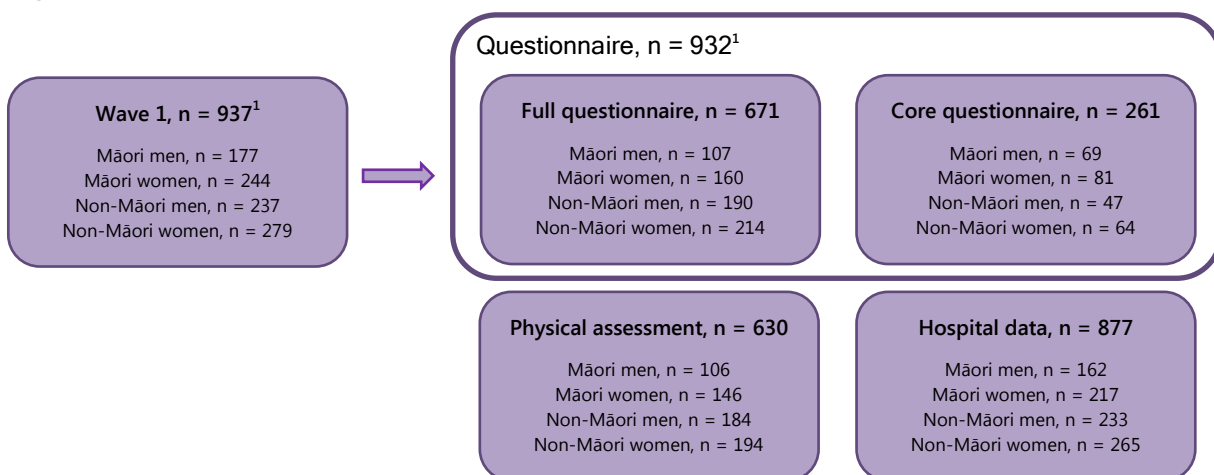 Wave 1, n = 937¹
Māori men, n = 177
Māori women, n = 244
Non-Māori men, n = 237
Non-Māori women, n = 279
Questionnaire, n = 932¹
Full questionnaire, n = 671
Māori men, n = 107
Māori women, n = 160
Non-Māori men, n = 190
Non-Māori women, n = 214
Core questionnaire, n = 261
Māori men, n = 69
Māori women, n = 81
Non-Māori men, n = 47
Non-Māori women, n = 64
Physical assessment, n = 630
Māori men, n = 106
Māori women, n = 146
Non-Māori men, n = 184
Non-Māori women, n = 194
Hospital data, n = 877
Māori men, n = 162
Māori women, n = 217
Non-Māori men, n = 233
Non-Māori women, n = 265